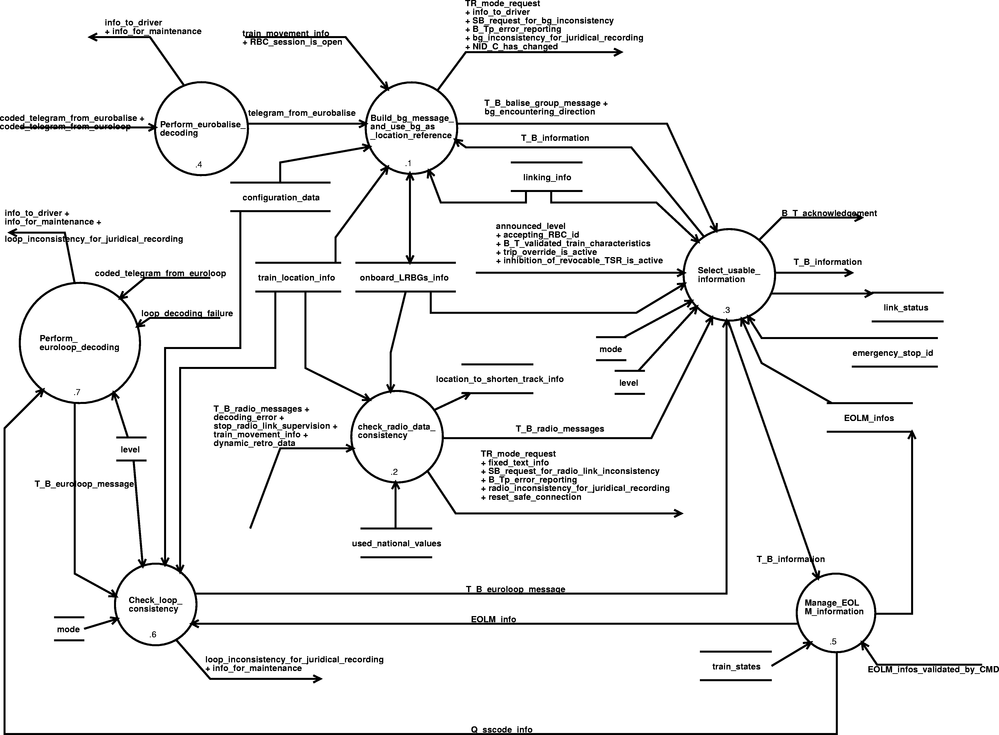 TR_mode_request
+ info_to_driver
+ SB_request_for_bg_inconsistency
+ B_Tp_error_reporting
+ bg_inconsistency_for_juridical_recording
+ NID_C_has_changed
info_to_driver
+ info_for_maintenance
train_movement_info
+ RBC_session_is_open
coded_telegram_from_eurobalise +
coded_telegram_from_euroloop
Perform_eurobalise_
decoding
.4
telegram_from_eurobalise
Build_bg_message_
and_use_bg_as
_location_reference
.1
T_B_balise_group_message +
bg_encountering_direction
T_B_information
linking_info
configuration_data
info_to_driver +
info_for_maintenance +
loop_inconsistency_for_juridical_recording
announced_level
+ accepting_RBC_id
+ B_T_validated_train_characteristics
+ trip_override_is_active
+ inhibition_of_revocable_TSR_is_active
B_T_acknowledgement
T_B_information
Select_usable_
information
.3
link_status
coded_telegram_from_euroloop
train_location_info
onboard_LRBGs_info
loop_decoding_failure
Perform_
euroloop_decoding
.7
mode
level
emergency_stop_id
location_to_shorten_track_info
EOLM_infos
T_B_radio_messages +
decoding_error +
stop_radio_link_supervision +
train_movement_info +
dynamic_retro_data
check_radio_data_
consistency
.2
T_B_radio_messages
level
TR_mode_request
+ fixed_text_info
+ SB_request_for_radio_link_inconsistency
+ B_Tp_error_reporting
+ radio_inconsistency_for_juridical_recording
+ reset_safe_connection
T_B_euroloop_message
used_national_values
T_B_information
T_B_euroloop_message
Check_loop_
consistency
.6
Manage_EOL
M_information
.5
EOLM_info
mode
loop_inconsistency_for_juridical_recording
+ info_for_maintenance
train_states
EOLM_infos_validated_by_CMD
Q_sscode_info